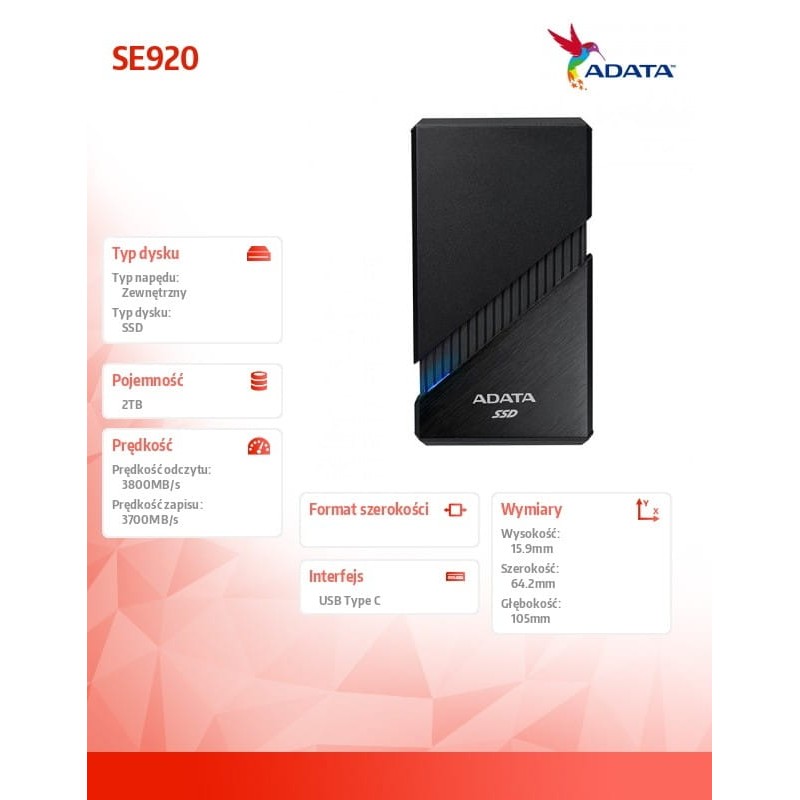 SE920
ADATA
Typ dysku
Typ napędu:
Zewnętrzny
Typ dysku:
SSD
Pojemność
2TB
Prędkość
Prędkość odczytu:
3800MB/s
Prędkość zapisu:
3700MB/s
ADATA
SSD
Format szerokości
Interfejs
USB Type C
Wymiary
Y
X
Wysokość:
15.9mm
Szerokość:
64.2mm
Głębokość:
105mm